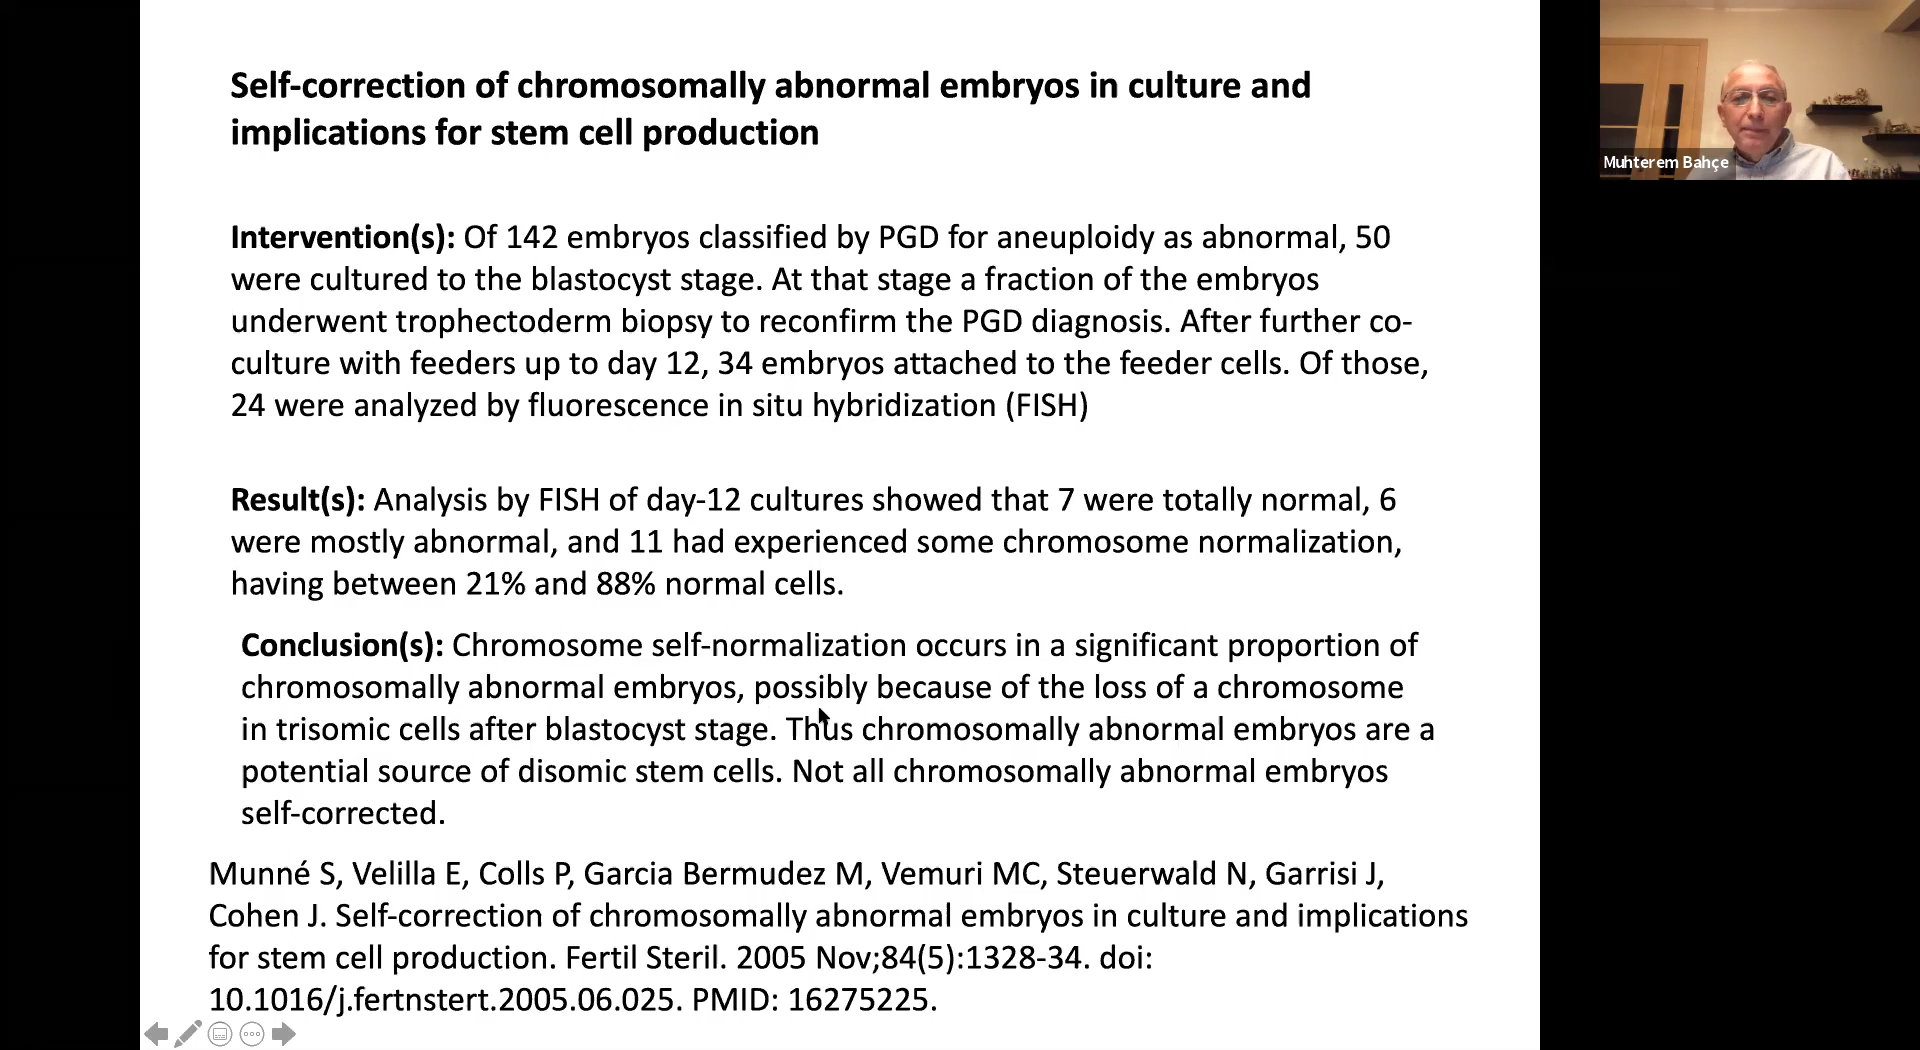 Self-correction of chromosomally abnormal embryos in culture and
implications for stem cell production
Muhterem Bahçe
Intervention(s): Of 142 embryos classified by PGD for aneuploidy as abnormal, 50
were cultured to the blastocyst stage. At that stage a fraction of the embryos
underwent trophectoderm biopsy to reconfirm the PGD diagnosis. After further co-
culture with feeders up to day 12, 34 embryos attached to the feeder cells. Of those,
24 were analyzed by fluorescence in situ hybridization (FISH)
Result(s): Analysis by FISH of day-12 cultures showed that 7 were totally normal, 6
were mostly abnormal, and 11 had experienced some chromosome normalization,
having between 21% and 88% normal cells.
Conclusion(s): Chromosome self-normalization occurs in a significant proportion of
chromosomally abnormal embryos, possibly because of the loss of a chromosome
in trisomic cells after blastocyst stage. Thus chromosomally abnormal embryos are a
potential source of disomic stem cells. Not all chromosomally abnormal embryos
self-corrected.
Munné S, Velilla E, Colls P, Garcia Bermudez M, Vemuri MC, Steuerwald N, Garrisi J,
Cohen J. Self-correction of chromosomally abnormal embryos in culture and implications
for stem cell production. Fertil Steril. 2005 Nov;84(5):1328-34. doi:
10.1016/j.fertnstert.2005.06.025. PMID: 16275225.